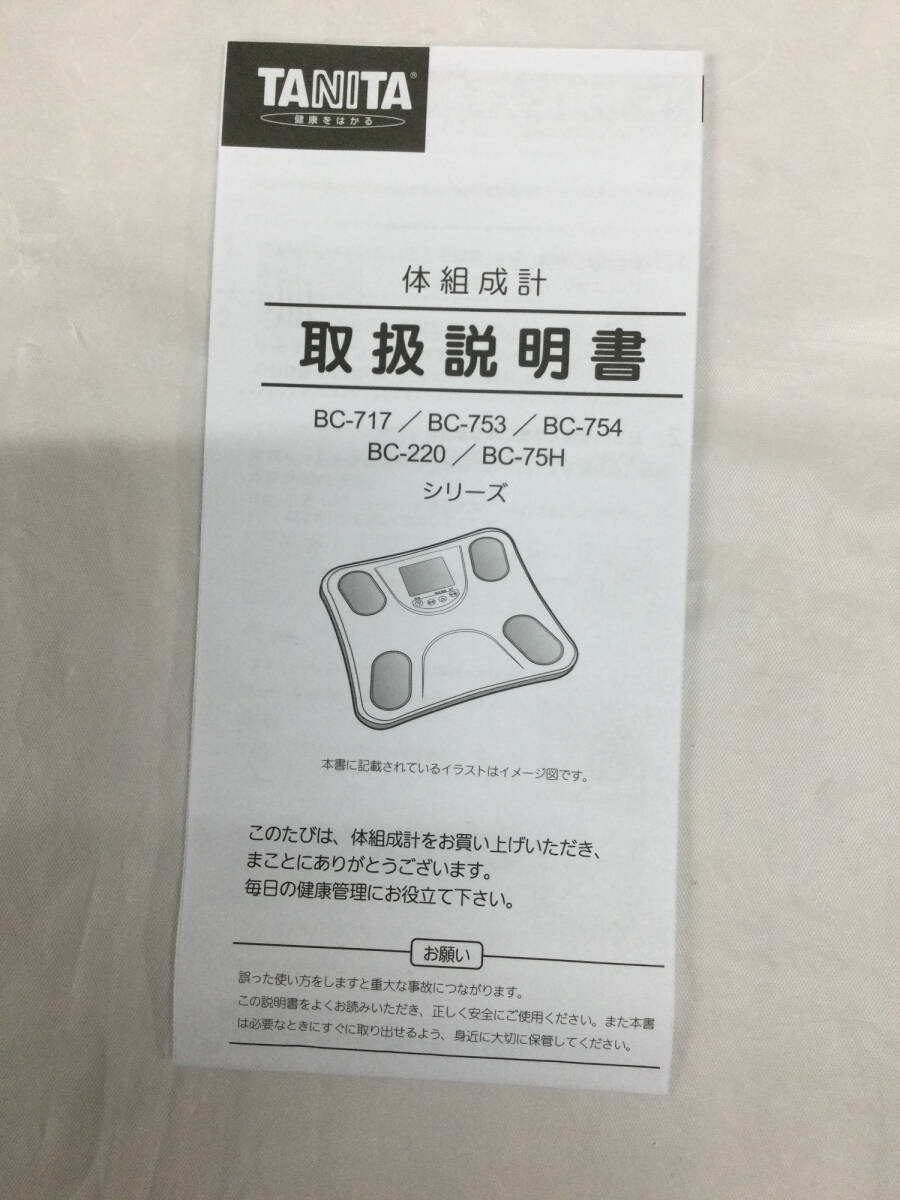 TANITA®
健康をはかる
体組成計
取扱説明書
BC-717 ／ BC-753 ／ BC-754
BC-220 ／ BC-75H
シリーズ
本書に記載されているイラストはイメージ図です。
このたびは、体組成計をお買い上げいただき、
まことにありがとうございます。
毎日の健康管理にお役立て下さい。
お願い
誤った使い方をしますと重大な事故につながります。
この説明書をよくお読みいただき、正しく安全にご使用ください。また本書
は必要なときにすぐに取り出せるよう、身近に大切に保管してください。